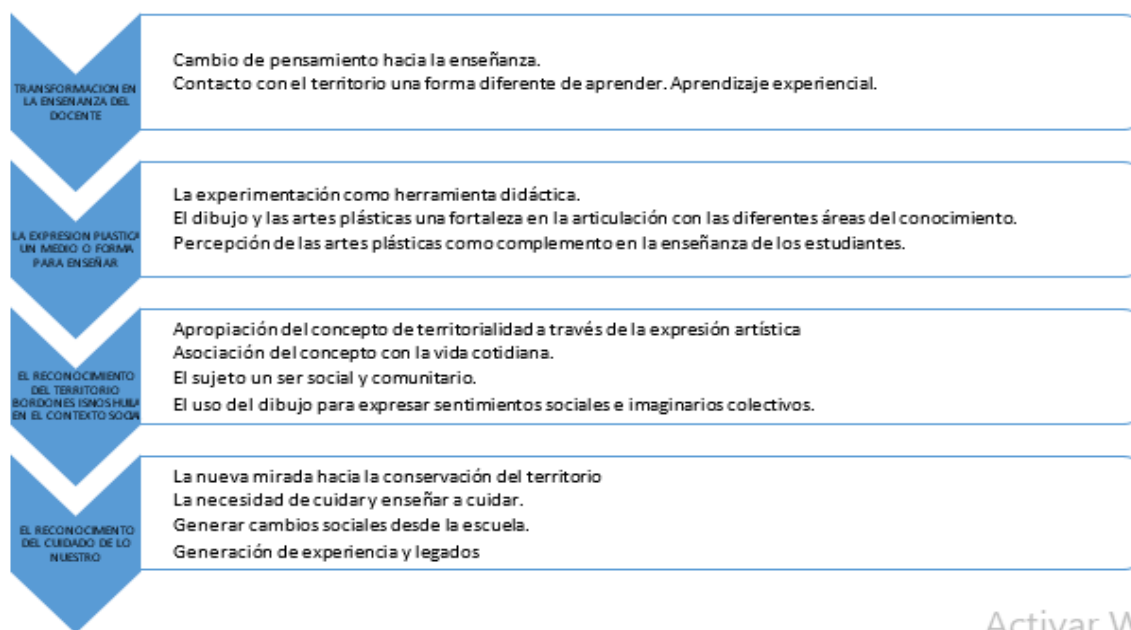 TRANSFORMACION EN
LA ENSEÑANZA DEL
DOCENTE
Cambio de pensamiento hacia la enseñanza.
Contacto con el territorio una forma diferente de aprender. Aprendizaje experiencial.
LA EXPRESION PLASTICA
UN MEDIO O FORMA
PARA ENSEÑAR
La experimentación como herramienta didáctica.
El dibujo y las artes plásticas una fortaleza en la articulación con las diferentes áreas del conocimiento.
Percepción de las artes plásticas como complemento en la enseñanza de los estudiantes.
EL RECONOCIMIENTO
DEL TERRITORIO
BORDONES ISNOS HUILA
EN EL CONTEXTO SOCIAL
Apropiación del concepto de territorialidad a través de la expresión artística
Asociación del concepto con la vida cotidiana.
El sujeto un ser social y comunitario.
El uso del dibujo para expresar sentimientos sociales e imaginarios colectivos.
EL RECONOCIMENTO
DEL CUIDADO DE LO
NUESTRO
La nueva mirada hacia la conservación del territorio
La necesidad de cuidar y enseñar a cuidar.
Generar cambios sociales desde la escuela.
Generación de experiencia y legados
Activar W